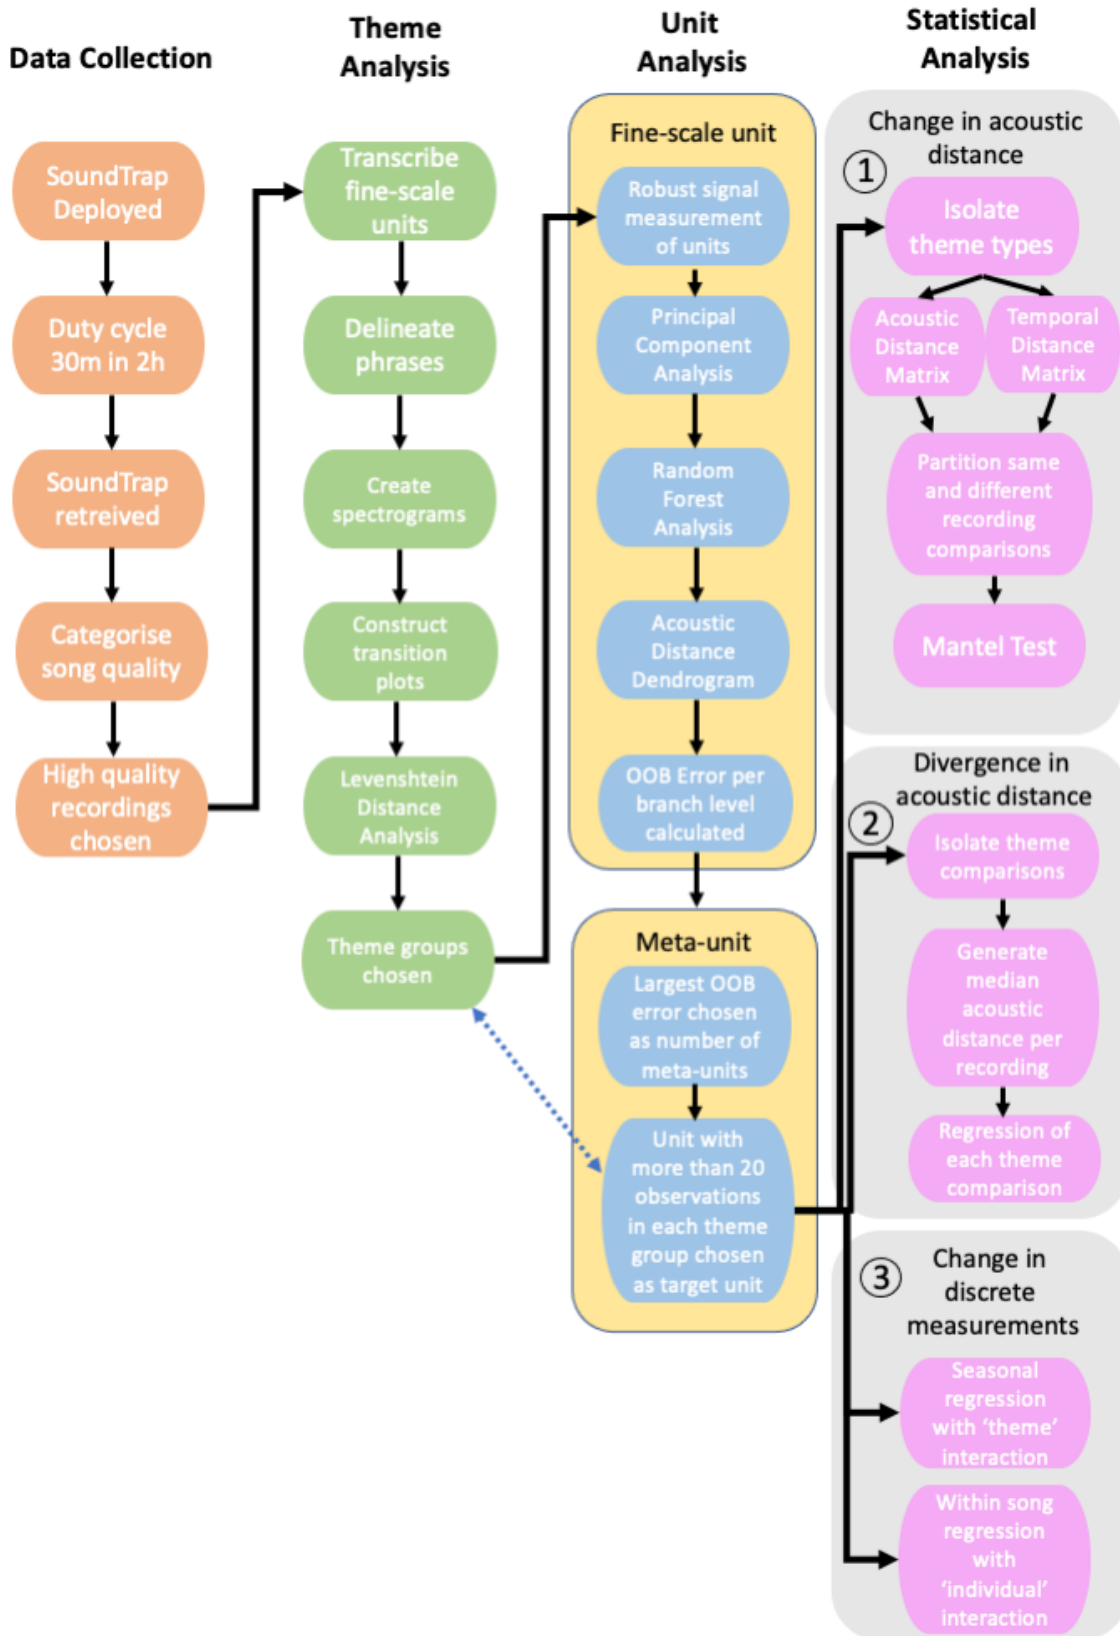 Data Collection
SoundTrap
Deployed
Duty cycle
30m in 2h
SoundTrap
retreived
Categorise
song quality
High quality
recordings
chosen
Theme
Analysis
Transcribe
fine-scale
units
Delineate
phrases
Create
spectrograms
Construct
transition
plots
Levenshtein
Distance
Analysis
Theme groups
chosen
Unit
Analysis
Fine-scale unit
Robust signal
measurement
of units
Principal
Component
Analysis
Random
Forest
Analysis
Acoustic
Distance
Dendrogram
OOB Error per
branch level
calculated
Meta-unit
Largest OOB
error chosen
as number of
meta-units
Unit with
more than 20
observations
in each theme
group chosen
as target unit
Statistical
Analysis
Change in acoustic
distance
1
Isolate
theme types
Acoustic
Distance
Matrix
Temporal
Distance
Matrix
Partition same
and different
recording
comparisons
Mantel Test
Divergence in
acoustic distance
2
Isolate theme
comparisons
Generate
median
acoustic
distance per
recording
Regression of
each theme
comparison
3
Change in
discrete
measurements
Seasonal
regression
with ‘theme’
interaction
Within song
regression
with
‘individual’
interaction